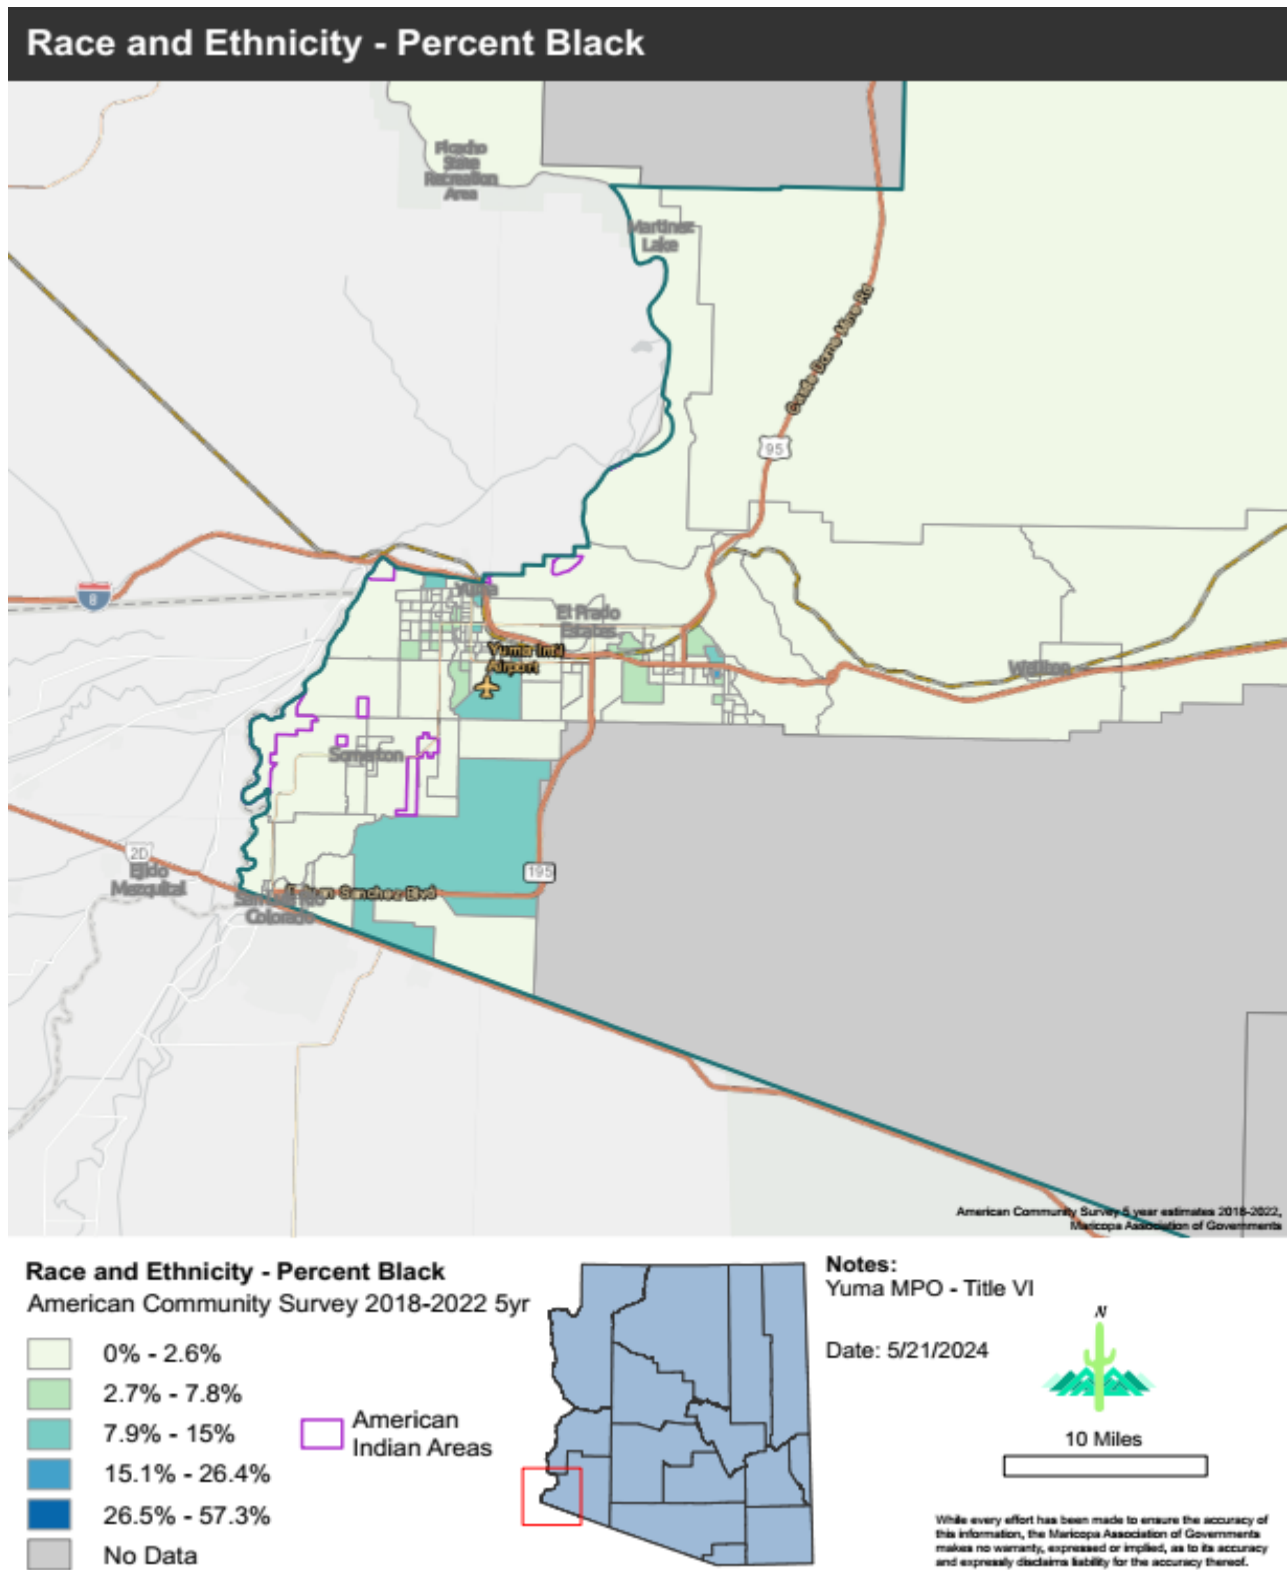 Race and Ethnicity - Percent Black
Picacho
State
Recreation
Area
Martinez
Lake
Castle Dome Mine Rd
95
8
Yuma
El Prado
Estates
Yuma Int'l
Airport
Wellton
Somerton
195
2D
Ejido
Mezquital
Sanchez Blvd
Colorado
American Community Survey 5 year estimates 2018-2022,
Maricopa Association of Governments
Race and Ethnicity - Percent Black
American Community Survey 2018-2022 5yr
0% - 2.6%
2.7% - 7.8%
7.9% - 15%
15.1% - 26.4%
26.5% - 57.3%
No Data
American
Indian Areas
Notes:
Yuma MPO - Title VI
Date: 5/21/2024
N
10 Miles
While every effort has been made to ensure the accuracy of
this information, the Maricopa Association of Governments
makes no warranty, expressed or implied, as to its accuracy
and expressly disclaims liability for the accuracy thereof.